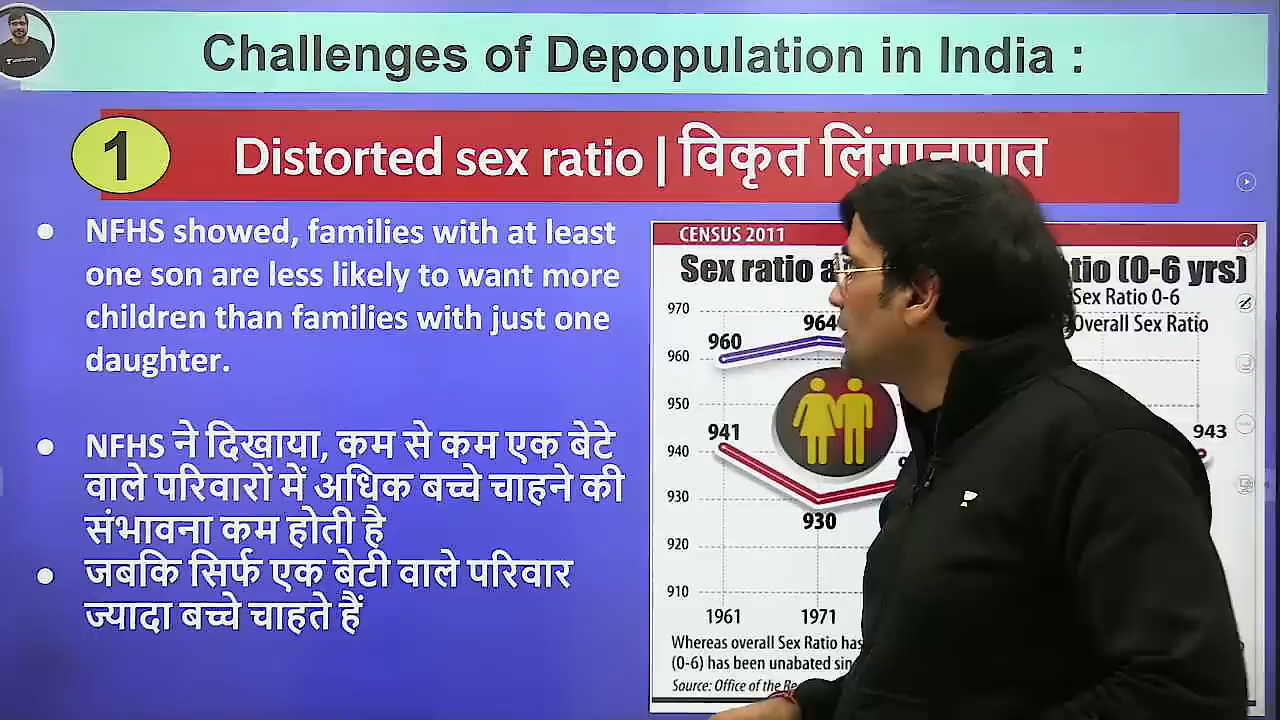 Challenges of Depopulation in India :
1
Distorted sex ratio | विकृत
NFHS showed, families with at least
one son are less likely to want more
children than families with just one
daughter.
NFHS ने दिखाया, कम से कम एक बेटे
वाले परिवारों में अधिक बच्चे चाहने की
संभावना कम होती है
जबकि सिर्फ एक बेटी वाले परिवार
ज्यादा बच्चे चाहते हैं
CENSUS 2011
Sex ratio (0-6 yrs)
Sex Ratio 0-6
Overall Sex Ratio
970
960
950
940
930
920
910
960
964
941
930
943
1961 1971
Whereas overall Sex Ratio has
(0-6) has been unabated
Source: Office of the